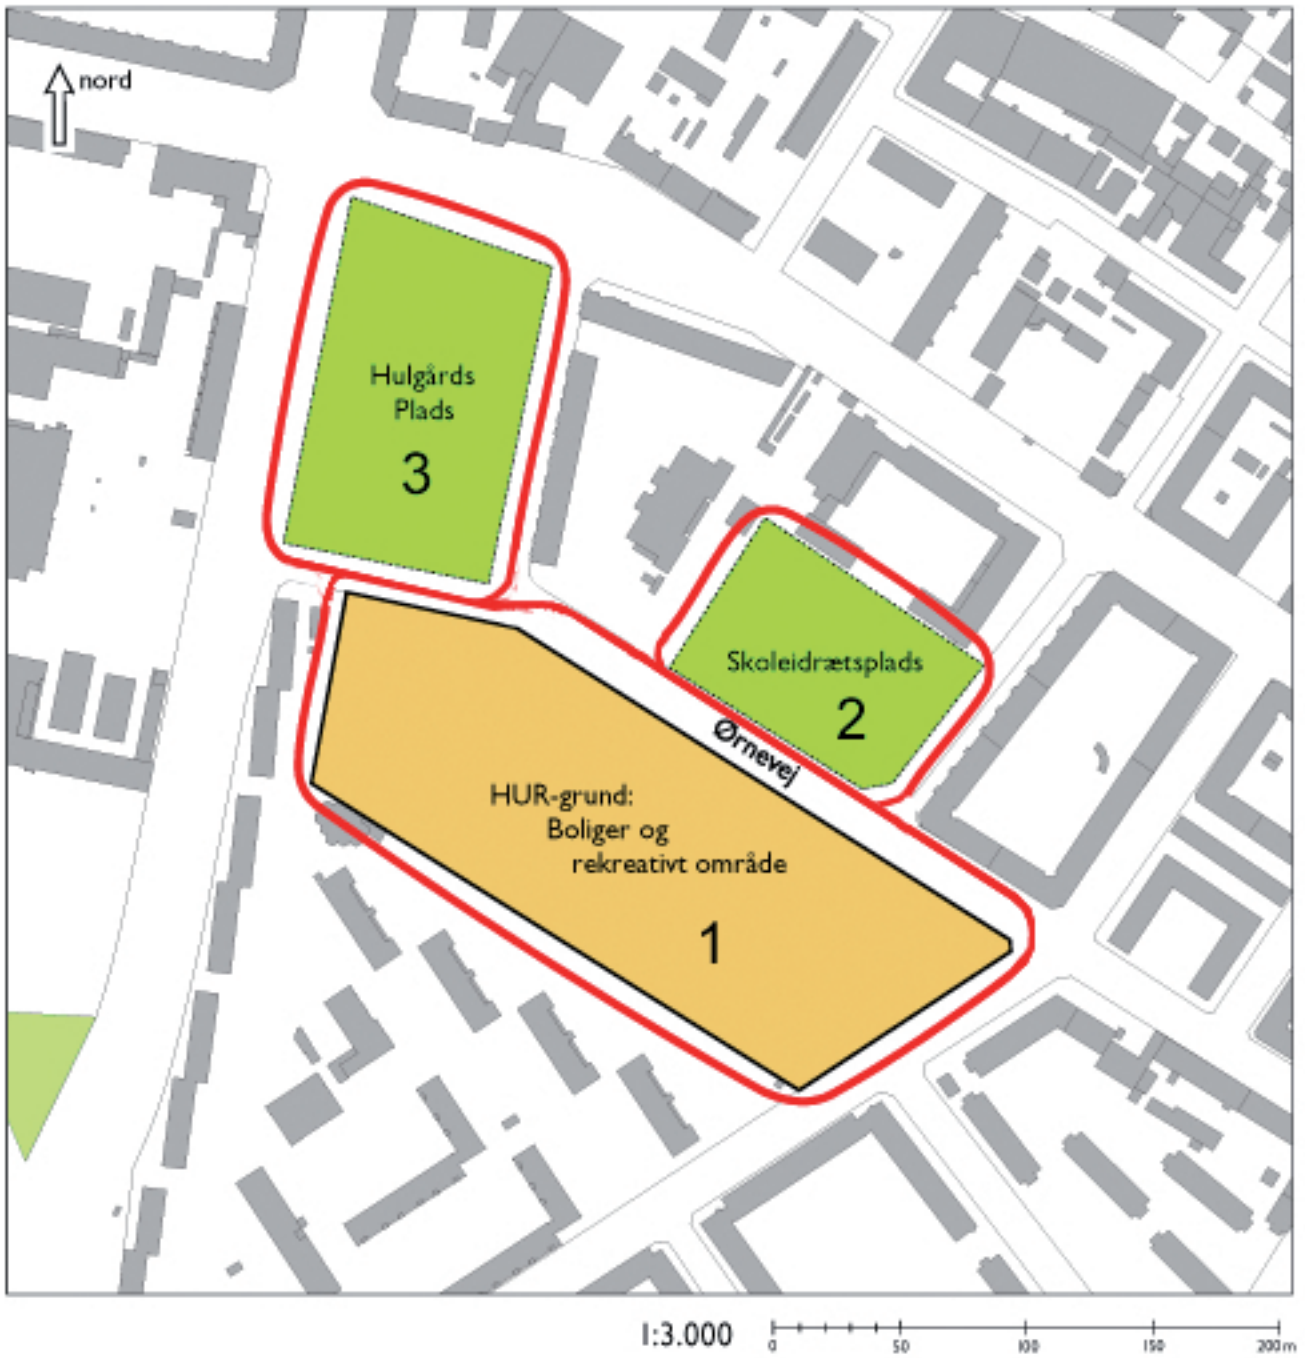 nord
Hulgårds
Plads
3
Skoleidrætsplads
2
Ørnevej
HUR-grund:
Boliger og
rekreativt område
1
1:3.000
0 50 100 150 200m